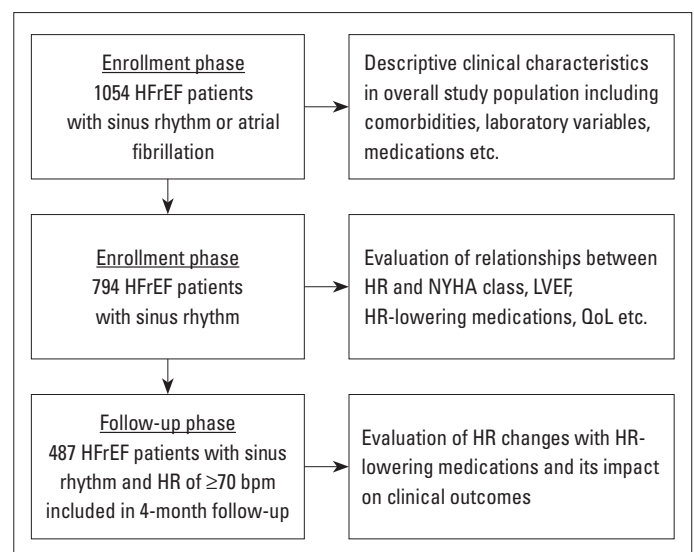 Enrollment phase
1054 HFrEF patients
with sinus rhythm or atrial
fibrillation
Descriptive clinical characteristics
in overall study population including
comorbidities, laboratory variables,
medications etc.
Enrollment phase
794 HFrEF patients
with sinus rhythm
Evaluation of relationships between
HR and NYHA class, LVEF,
HR-lowering medications, QoL etc.
Follow-up phase
487 HFrEF patients with sinus
rhythm and HR of ≥70 bpm
included in 4-month follow-up
Evaluation of HR changes with HR-
lowering medications and its impact
on clinical outcomes